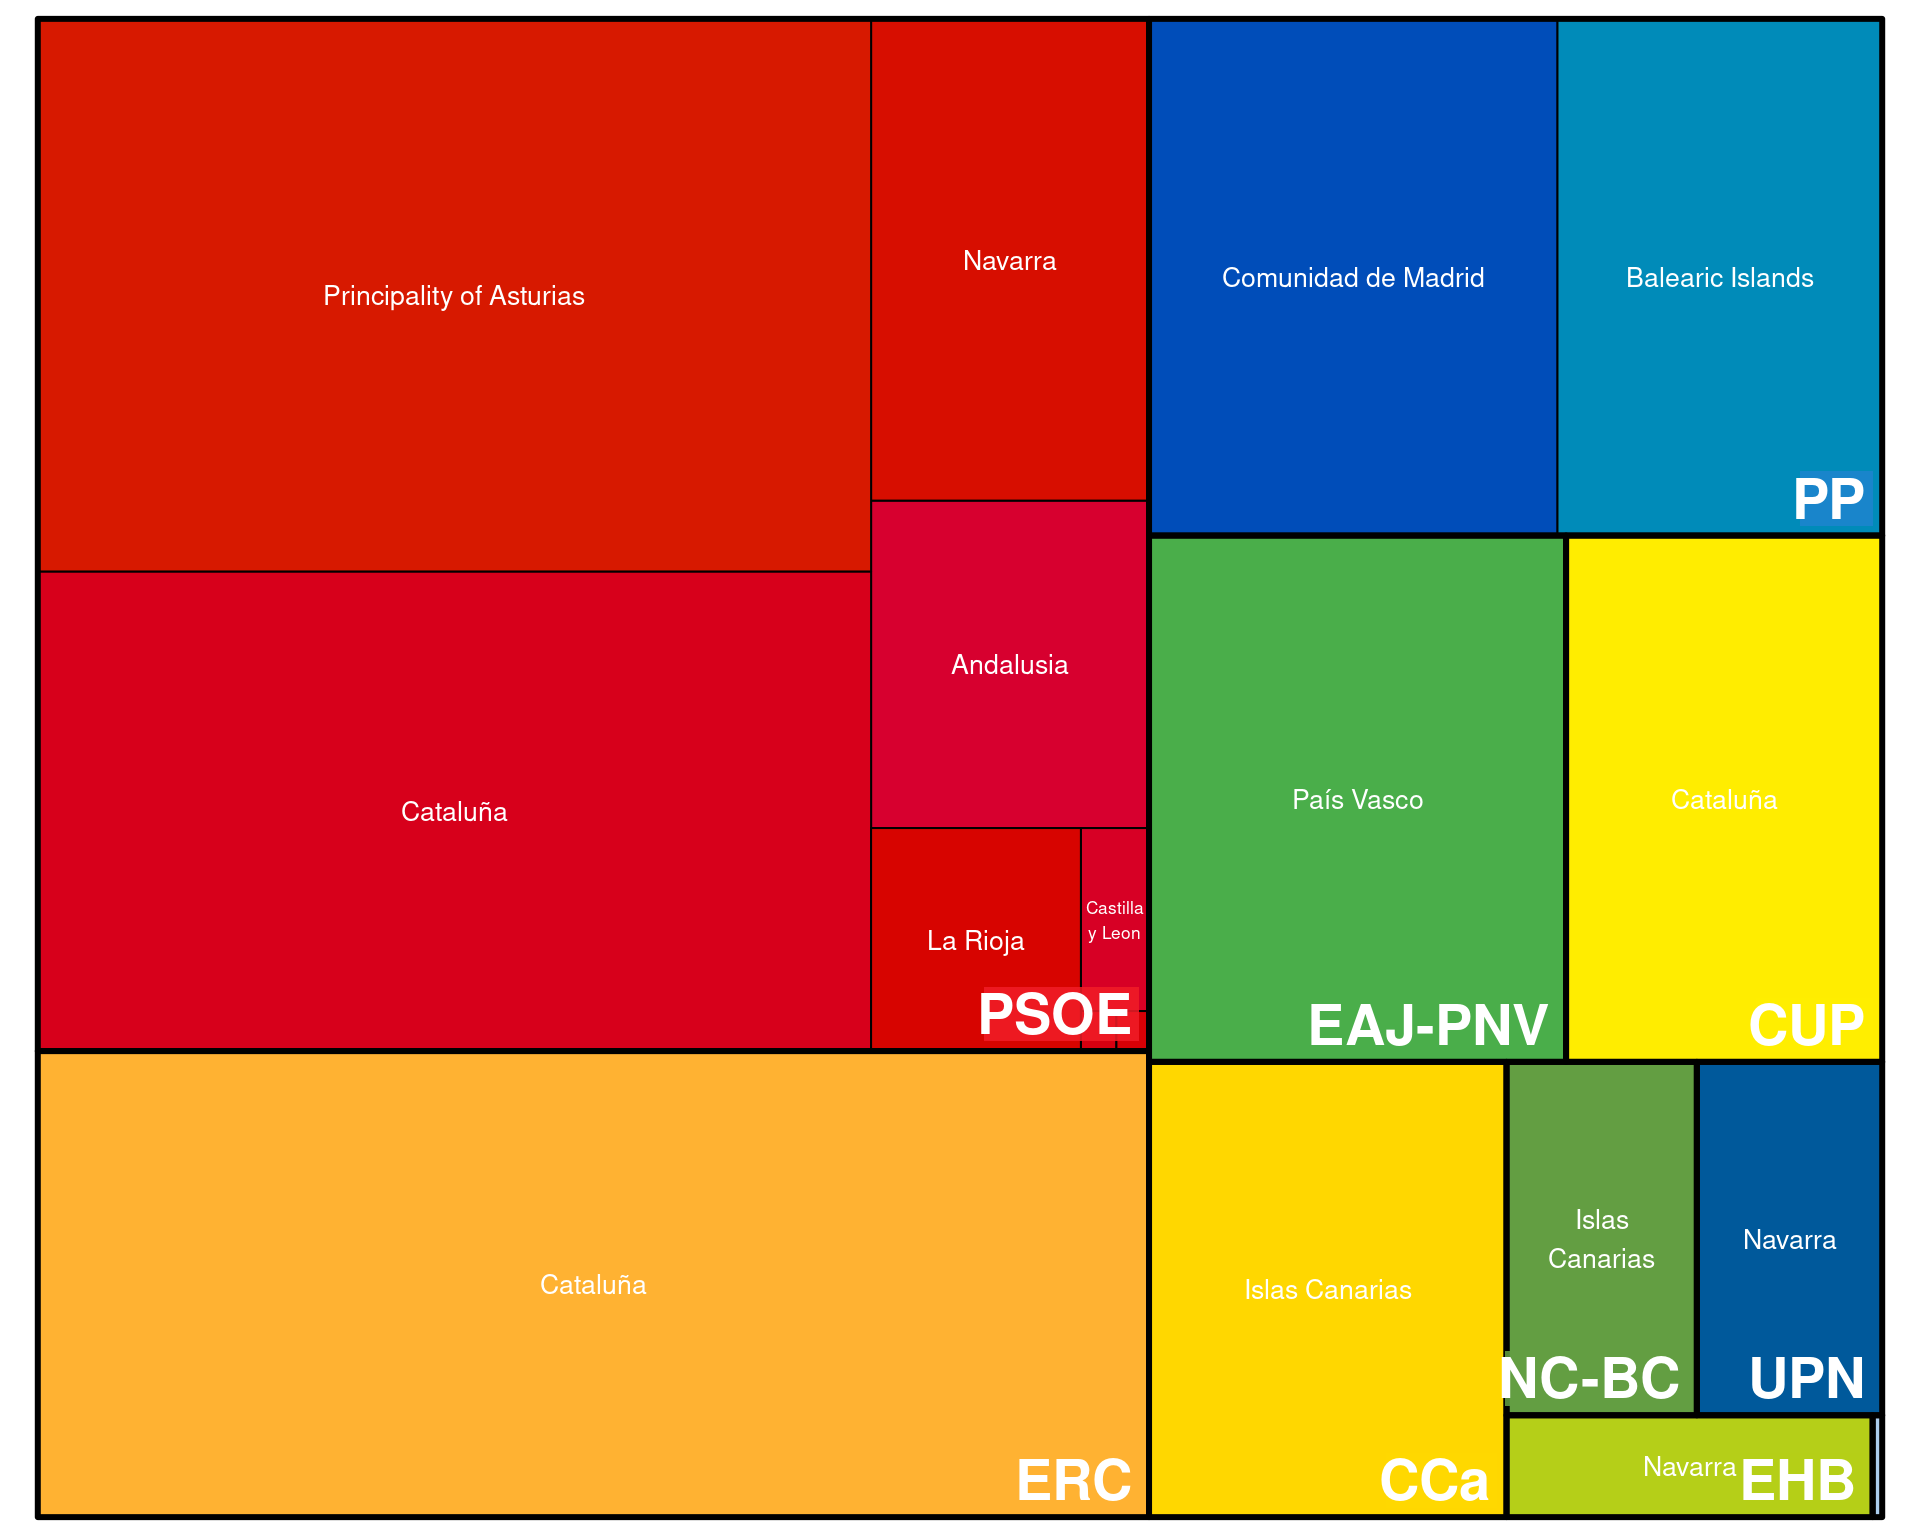 Principality of Asturias
Navarra
Comunidad de Madrid
Balearic Islands
PP
Andalusia
Cataluña
País Vasco
Cataluña
Castilla
y Leon
La Rioja
PSOE
EAJ-PNV
CUP
Cataluña
ERC
Islas Canarias
CCa
Islas
Canarias
NC-BC
Navarra
UPN
Navarra
EHB